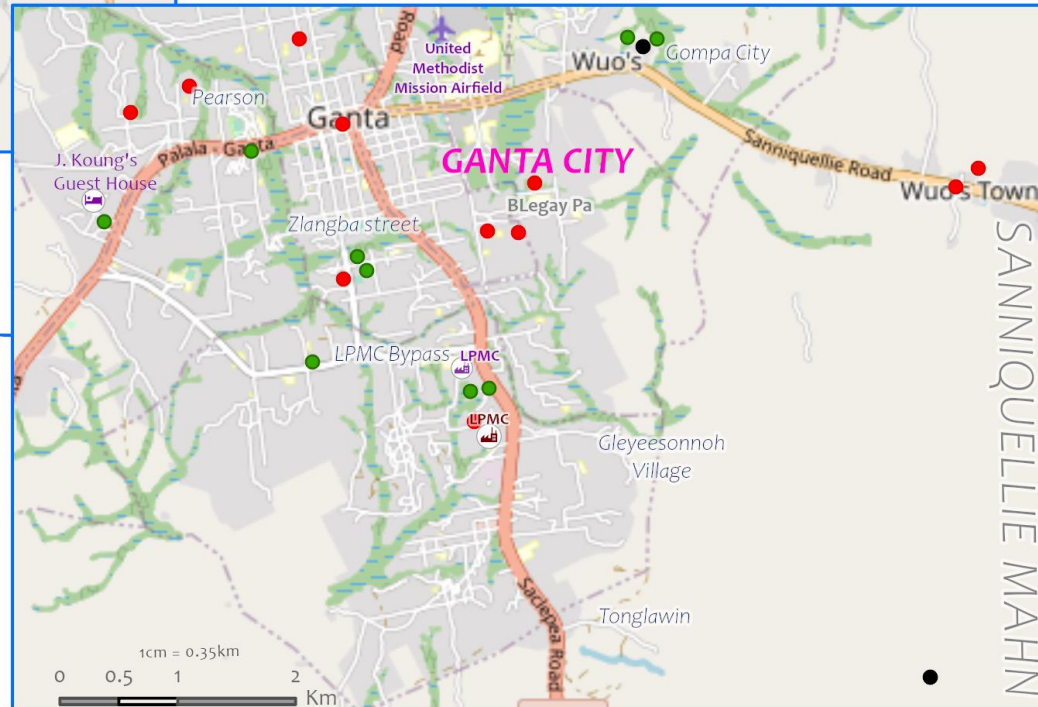 Road
United
Methodist
Mission Airfield
Wuo's
Gompa City
Pearson
Ganta
Palala - Ganta
GANTA CITY
Sanniquellie Road
J. Koung's
Guest House
BLegay Pa
Wuo's Town
Zlangba street
SANNIQUELLIE MAHN
LPMC Bypass
LPMC
LPMC
Gleyeesonnoh
Village
Saclepea Road
Tonglawin
1cm = 0.35km
0 0.5 1 2
Km